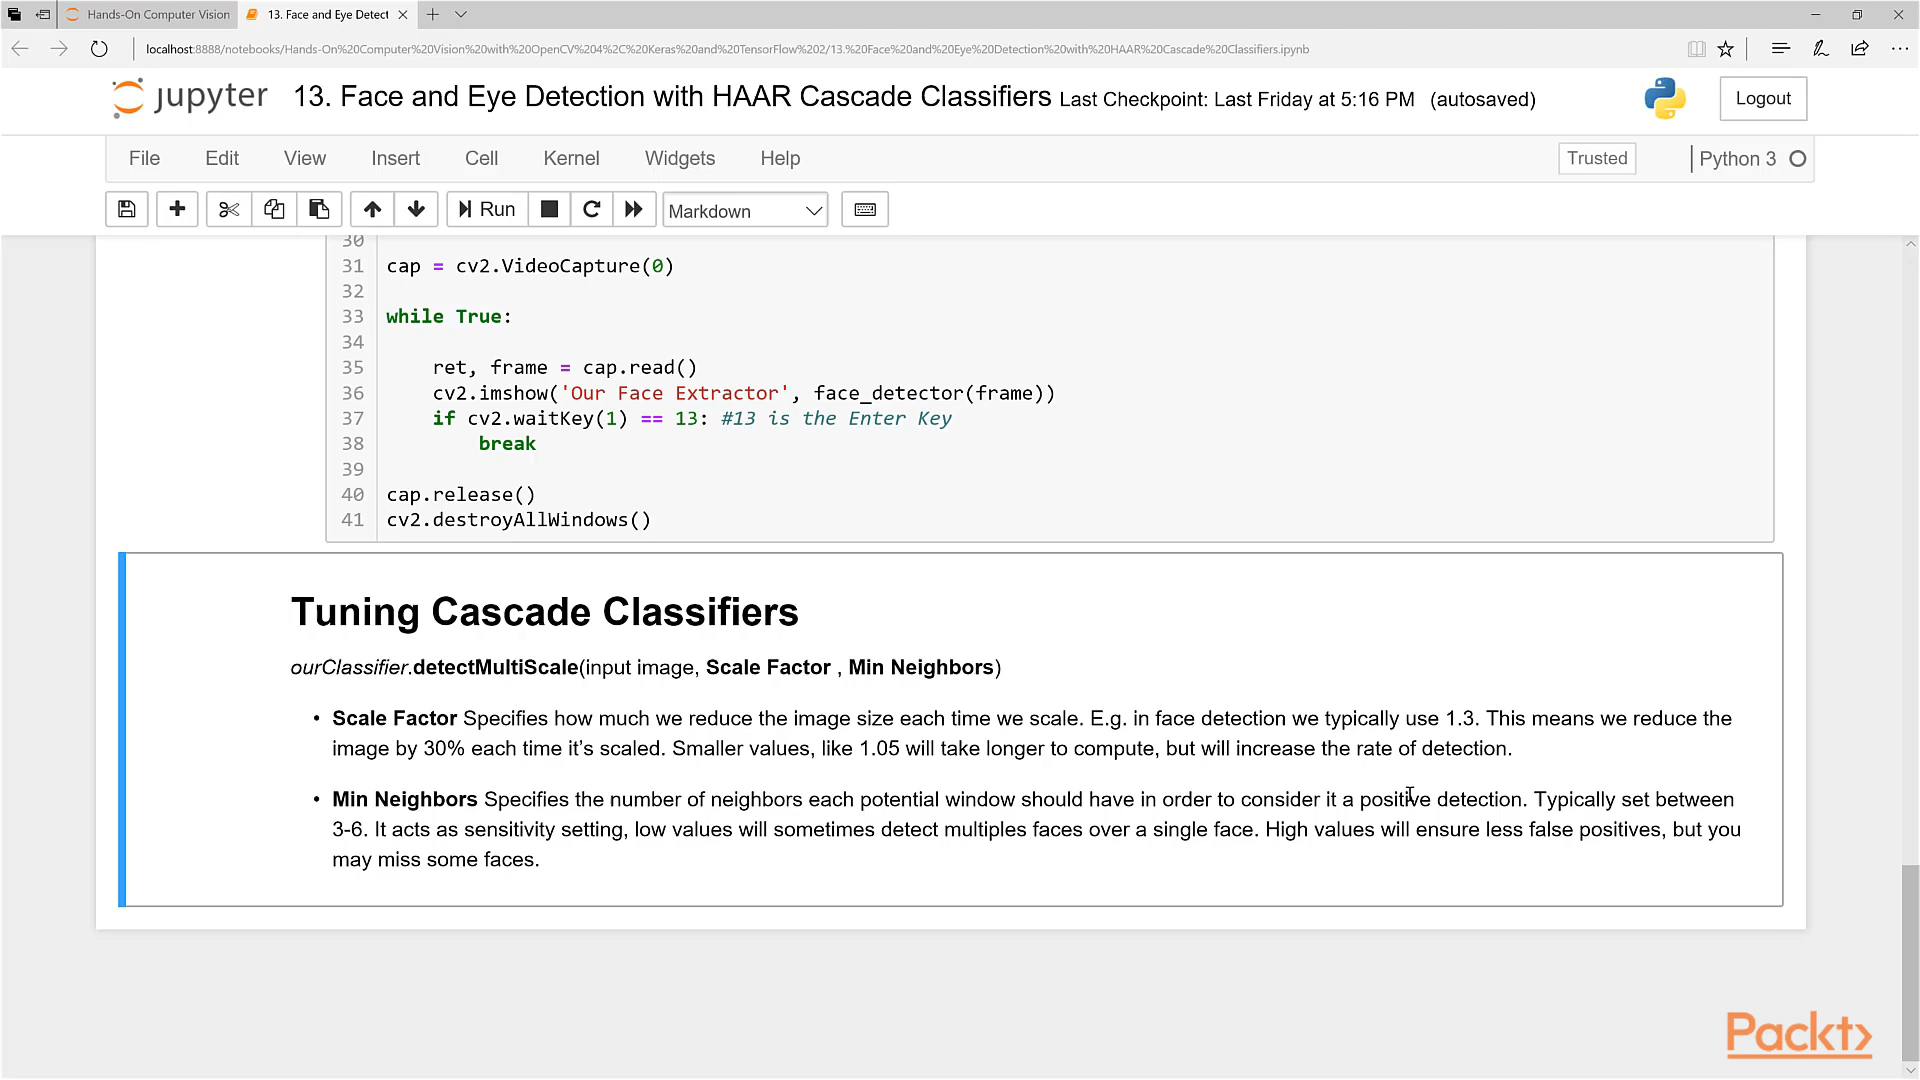 Hands-On Computer Vision
13. Face and Eye Detect
localhost:8888/notebooks/Hands-On%20Computer%20Vision%20with%20OpenCV%204%2C%20Keras%20and%20TensorFlow%202/13.%20Face%20and%20Eye%20Detection%20with%20HAAR%20Cascade%20Classifiers.ipynb
jupyter 13. Face and Eye Detection with HAAR Cascade Classifiers Last Checkpoint: Last Friday at 5:16 PM (autosaved) Logout
File Edit View Insert Cell Kernel Widgets Help Trusted Python 3
Run Markdown
30
31 cap = cv2.VideoCapture(0)
32
33 while True:
34
35 ret, frame = cap.read()
36 cv2.imshow('Our Face Extractor', face_detector(frame))
37 if cv2.waitKey(1) == 13: #13 is the Enter Key
38 break
39
40 cap.release()
41 cv2.destroyAllWindows()
Tuning Cascade Classifiers
ourClassifier.detectMultiScale(input image, Scale Factor , Min Neighbors)
• Scale Factor Specifies how much we reduce the image size each time we scale. E.g. in face detection we typically use 1.3. This means we reduce the
image by 30% each time it’s scaled. Smaller values, like 1.05 will take longer to compute, but will increase the rate of detection.
• Min Neighbors Specifies the number of neighbors each potential window should have in order to consider it a positive detection. Typically set between
3-6. It acts as sensitivity setting, low values will sometimes detect multiples faces over a single face. High values will ensure less false positives, but you
may miss some faces.
Packt>